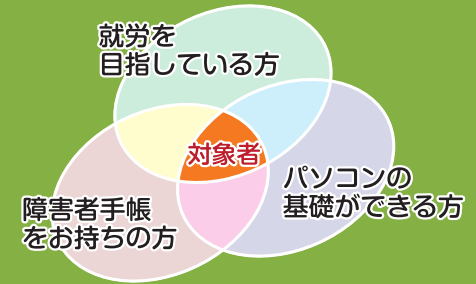 就労を
目指している方
対象者
パソコンの
基礎ができる方
障害者手帳
をお持ちの方